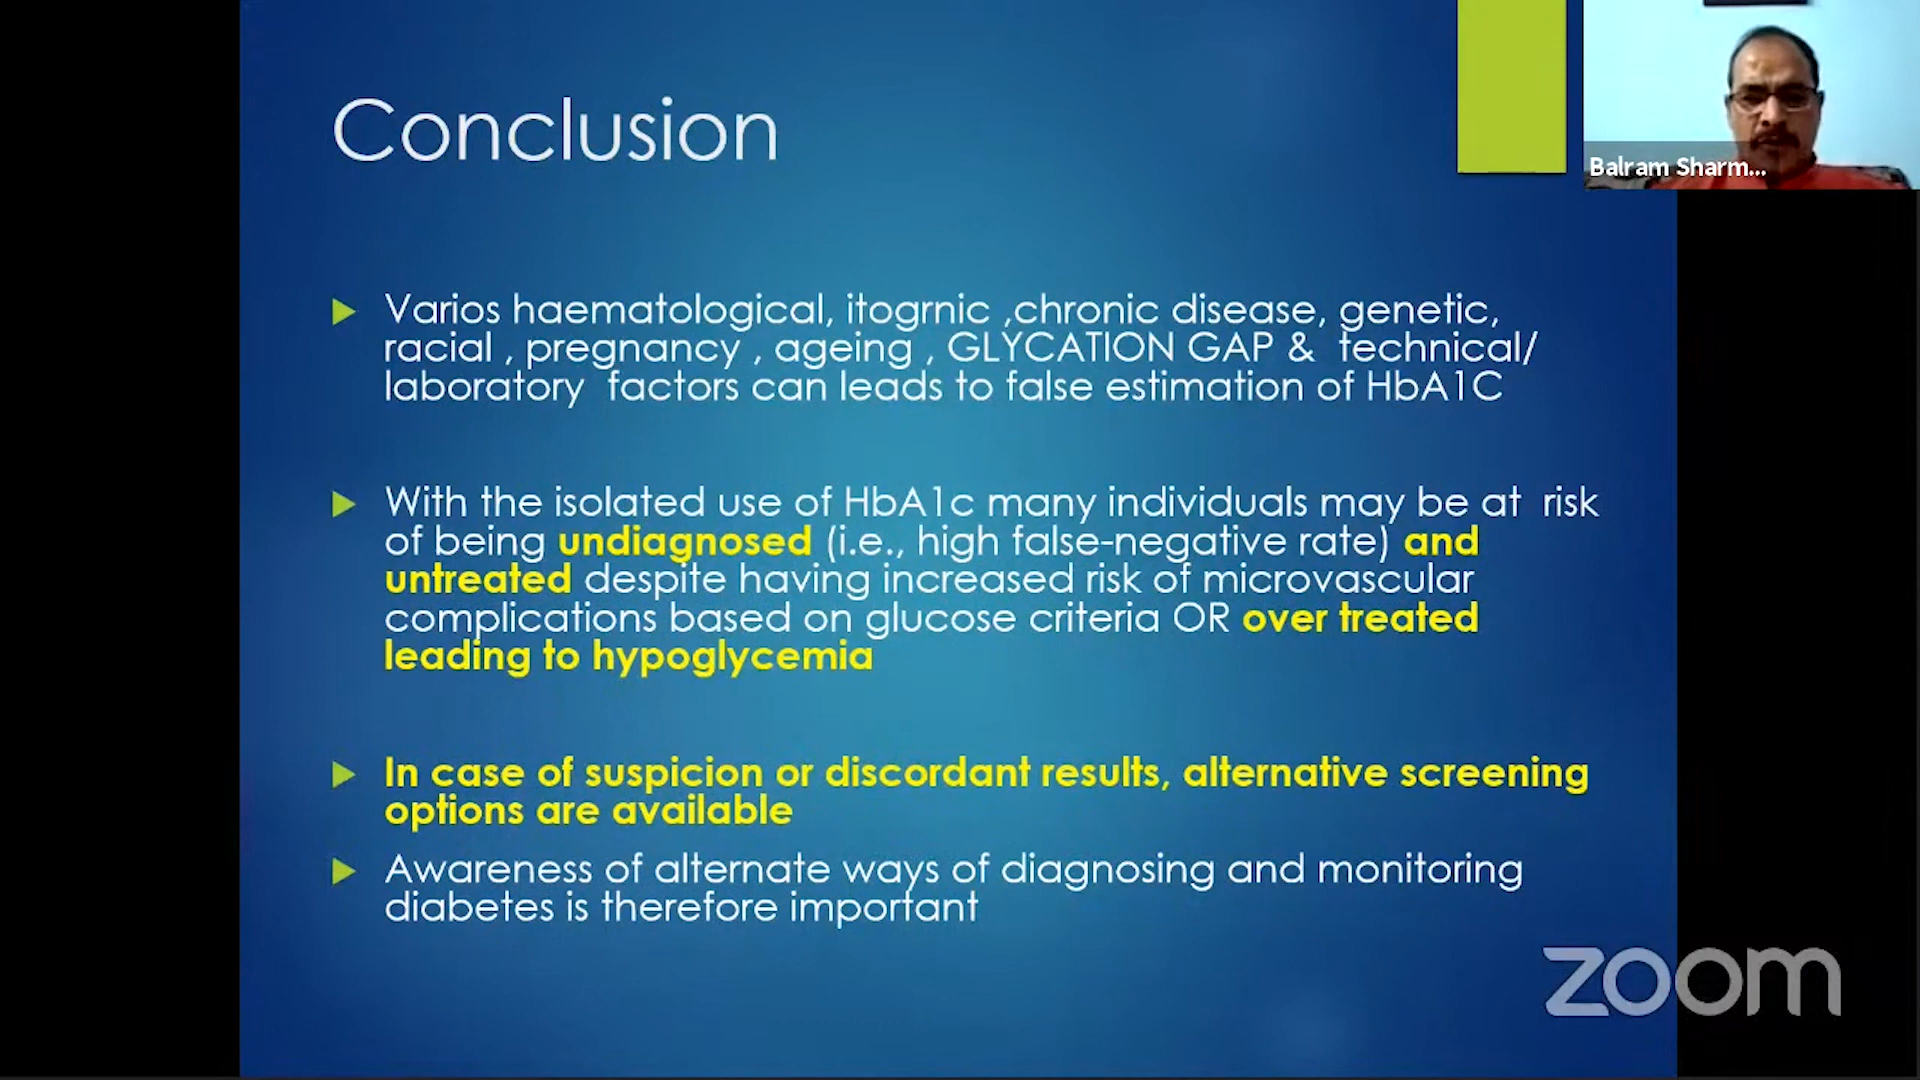 Conclusion
Balram Sharm...
Varios haematological, itogrnic ,chronic disease, genetic,
racial , pregnancy , ageing , GLYCATION GAP & technical/
laboratory factors can leads to false estimation of HbA1C
With the isolated use of HbA1c many individuals may be at risk
of being undiagnosed (i.e., high false-negative rate) and
untreated despite having increased risk of microvascular
complications based on glucose criteria OR over treated
leading to hypoglycemia
In case of suspicion or discordant results, alternative screening
options are available
Awareness of alternate ways of diagnosing and monitoring
diabetes is therefore important
zoom